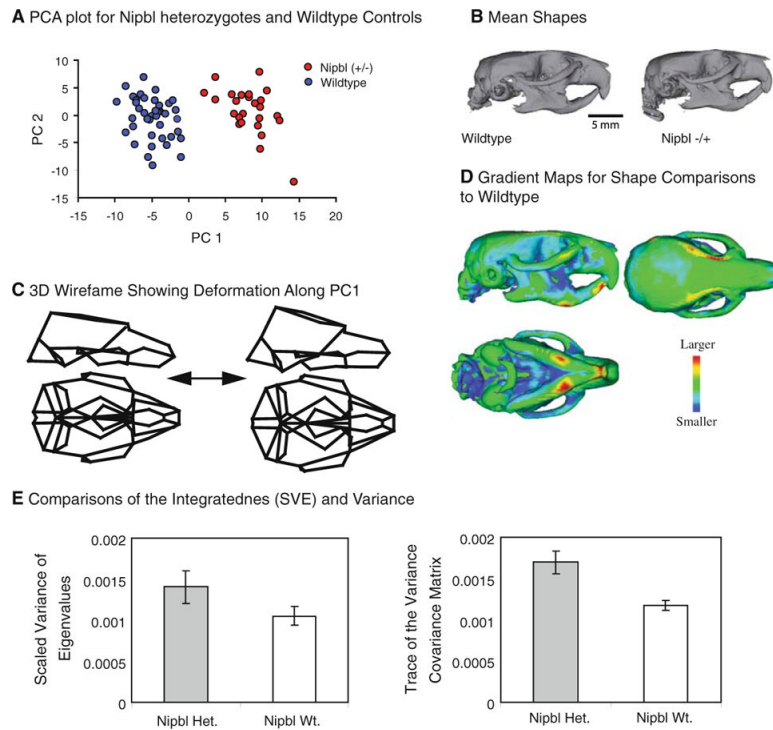 A PCA plot for Nipbl heterozygotes and Wildtype Controls
10
5
0
-5
-10
-15
PC 2
-15
-10
-5
0
5
10
15
20
PC 1
Nipbl (+/-)
Wildtype
B Mean Shapes
Wildtype
5 mm
Nipbl -/+
C 3D Wirefame Showing Deformation Along PC1
D Gradient Maps for Shape Comparisons
to Wildtype
Larger
Smaller
E Comparisons of the Integratednes (SVE) and Variance
Scaled Variance of
Eigenvalues
0.002
0.0015
0.001
0.0005
0
Nipbl Het.
Nipbl Wt.
Trace of the Variance
Covariance Matrix
0.002
0.0015
0.001
0.0005
0
Nipbl Het.
Nipbl Wt.